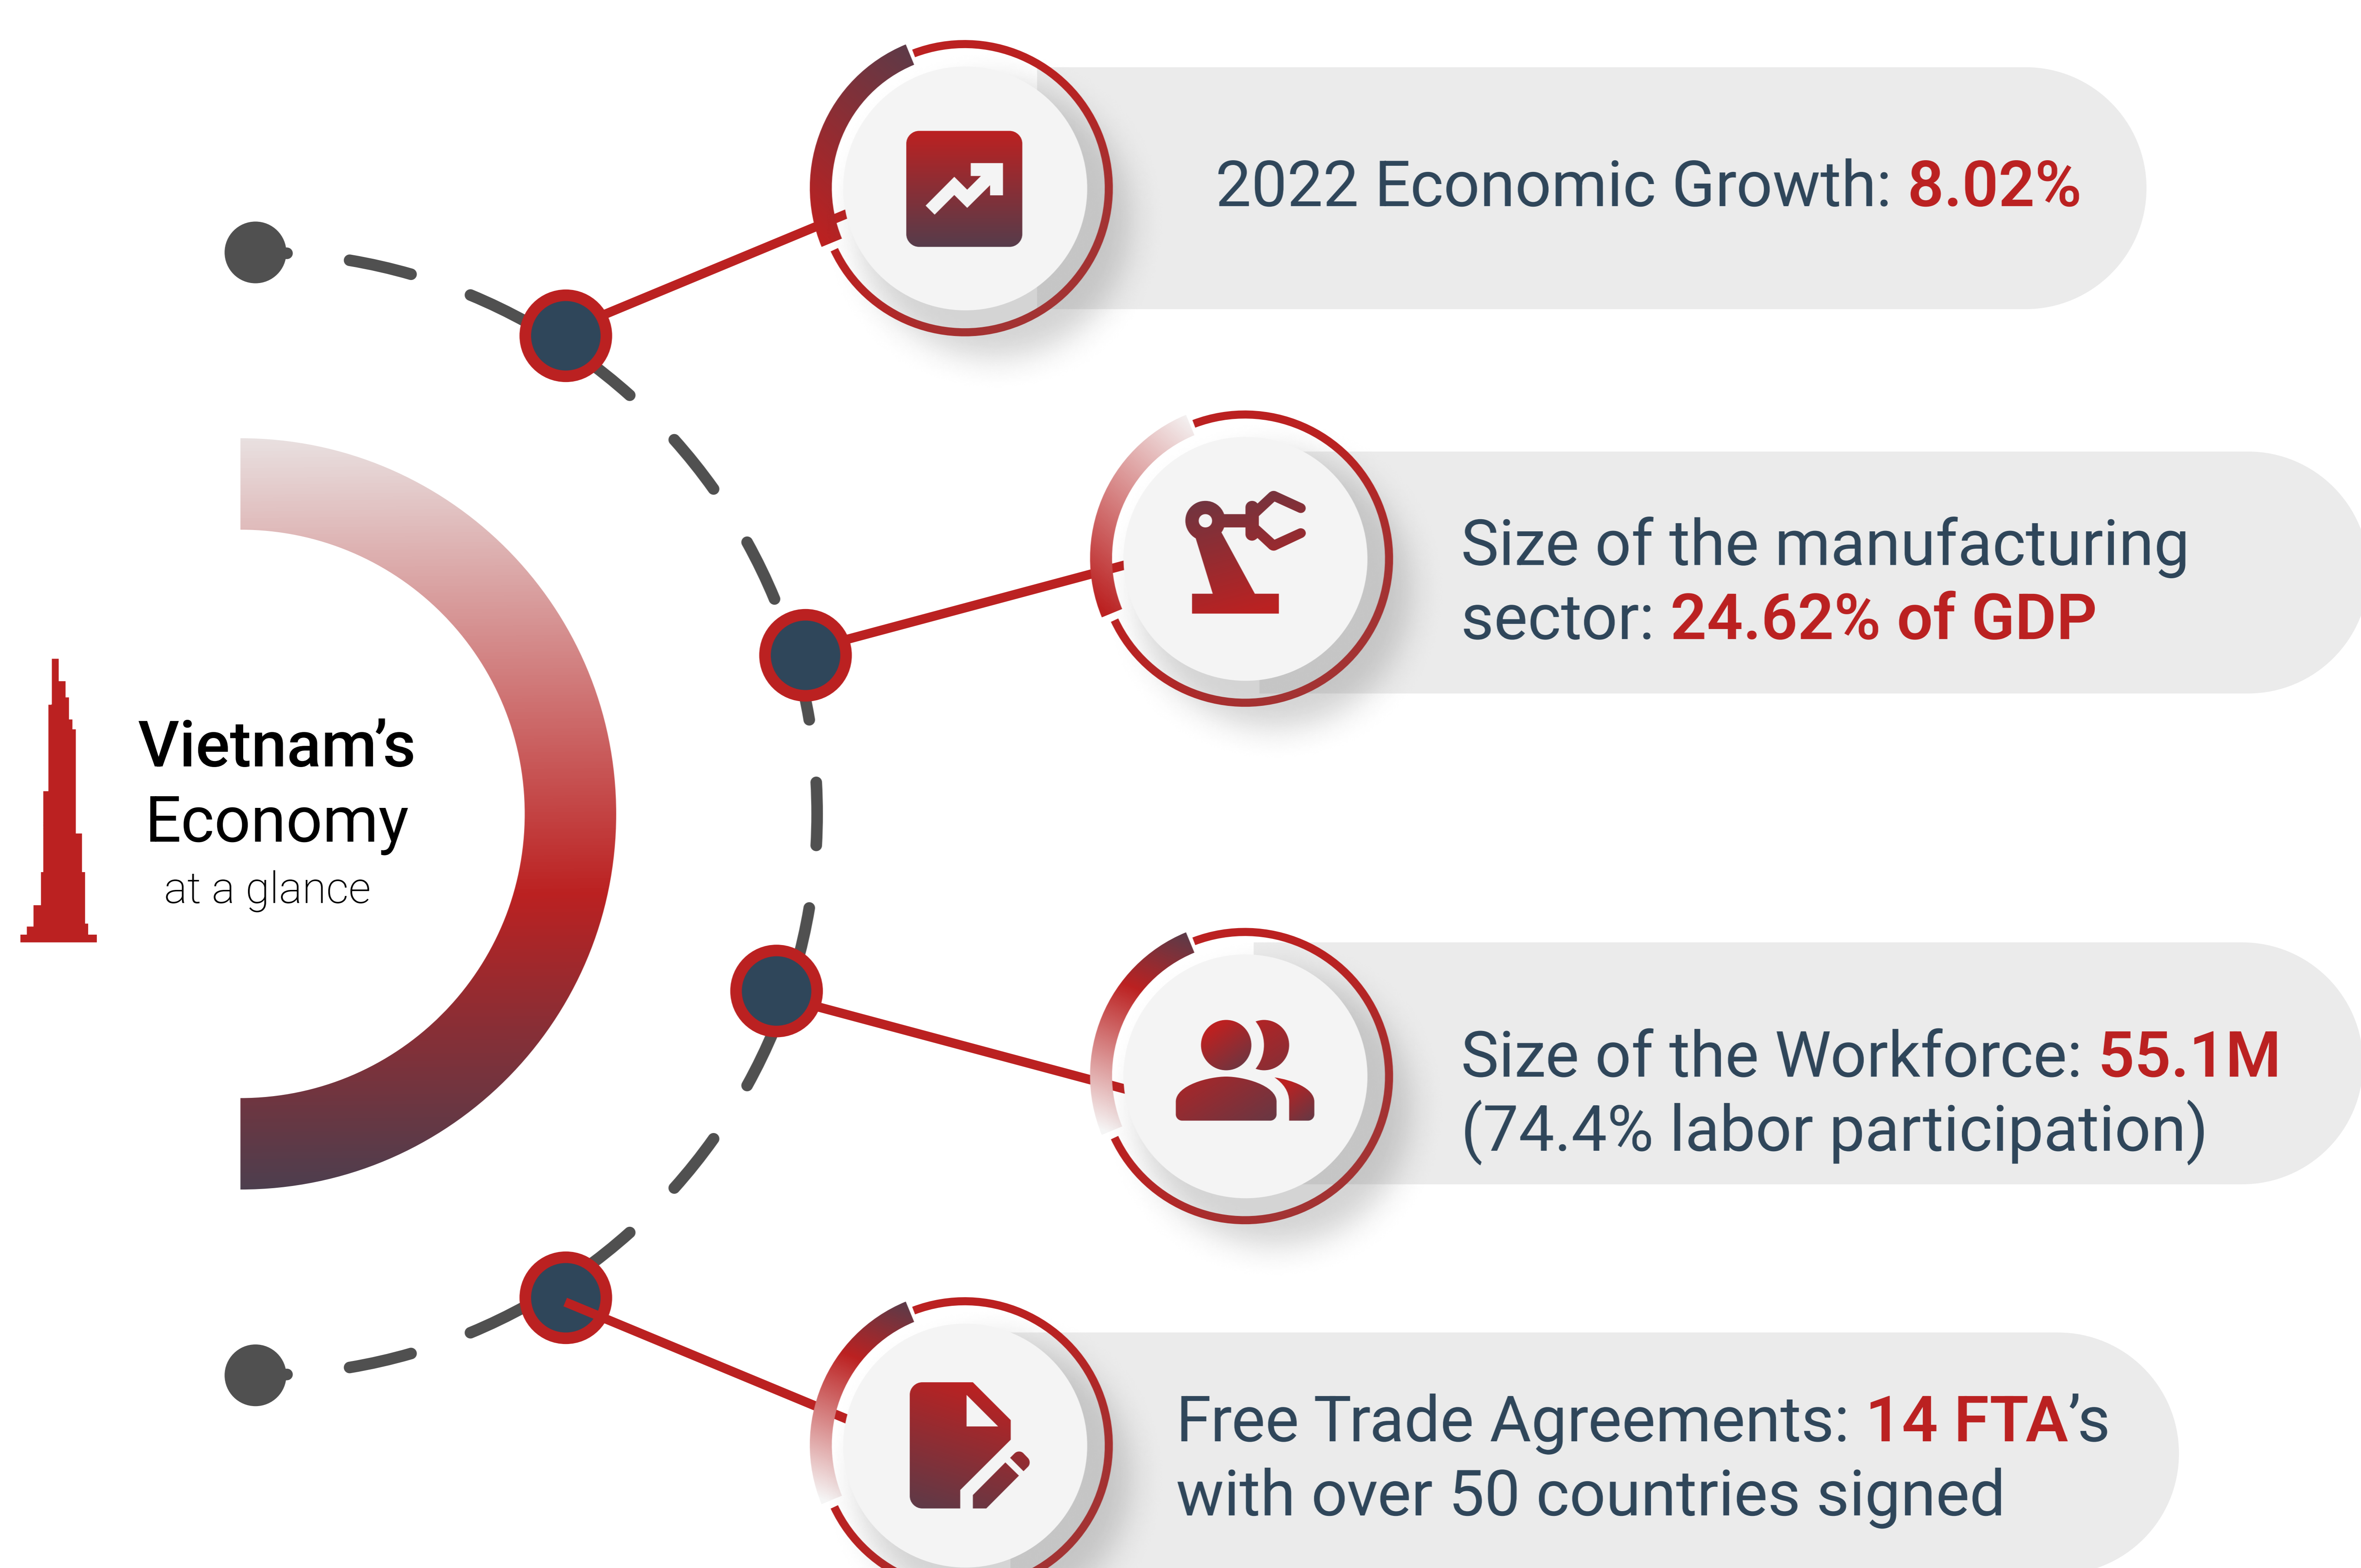 Vietnam’s
Economy
at a glance
2022 Economic Growth: 8.02%
Size of the manufacturing
sector: 24.62% of GDP
Size of the Workforce: 55.1M
(74.4% labor participation)
Free Trade Agreements: 14 FTA’s
with over 50 countries signed